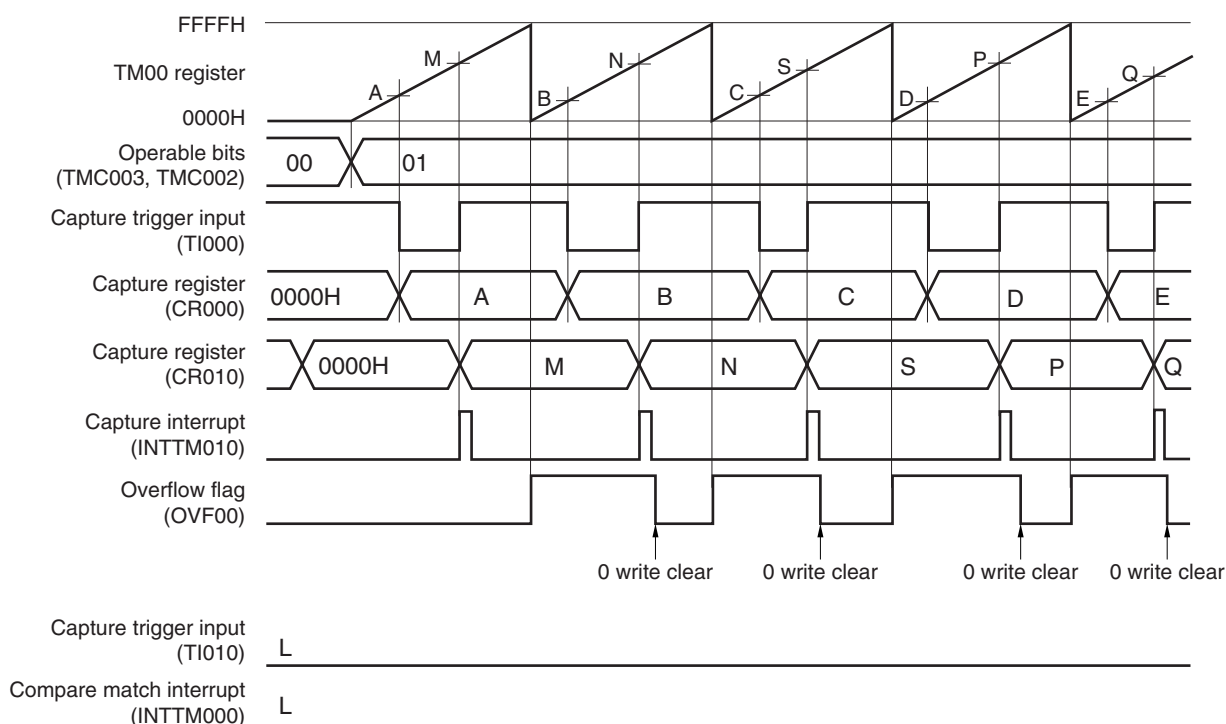 FFFFH
TM00 register
0000H
A M B N C S D P E Q
Operable bits
(TMC003, TMC002)
00 01
Capture trigger input
(TI000)
Capture register
(CR000)
0000H A B C D E
Capture register
(CR010)
0000H M N S P Q
Capture interrupt
(INTTM010)
Overflow flag
(OVF00)
0 write clear 0 write clear 0 write clear 0 write clear
Capture trigger input
(TI010)
L
Compare match interrupt
(INTTM000)
L